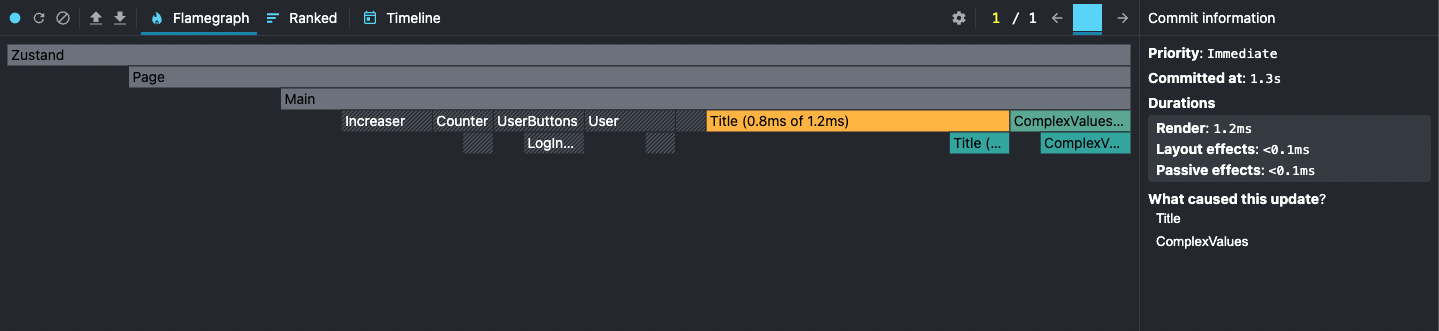 Flamegraph Ranked Timeline 1 / 1 Commit information
Zustand
Page
Main
Increaser Counter UserButtons User Title (0.8ms of 1.2ms) ComplexValues...
LogIn... Title (... ComplexV...
Priority: Immediate
Committed at: 1.3s
Durations
Render: 1.2ms
Layout effects: <0.1ms
Passive effects: <0.1ms
What caused this update?
Title
ComplexValues